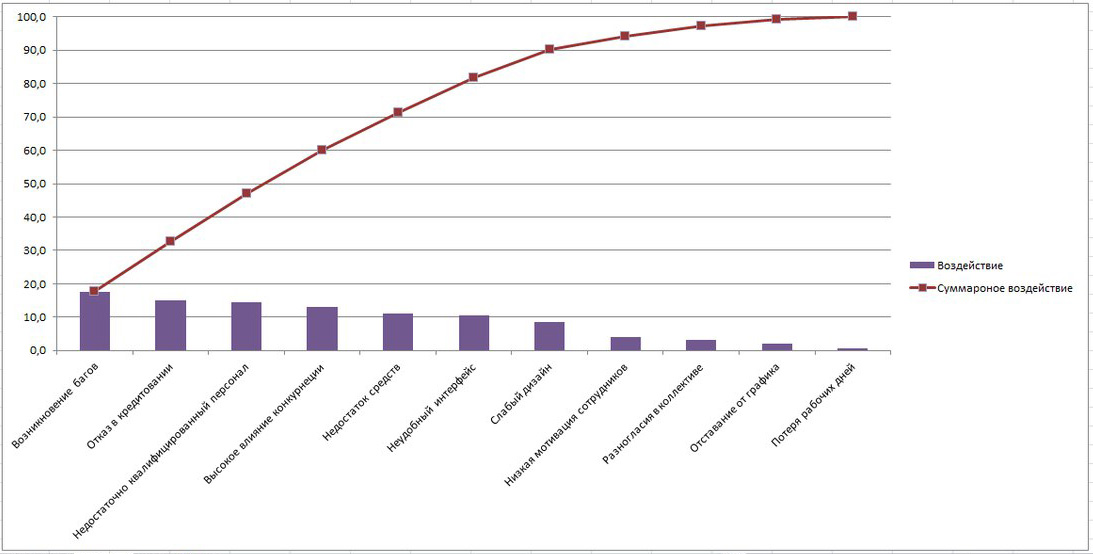 100,0
90,0
80,0
70,0
60,0
50,0
40,0
30,0
20,0
10,0
0,0
Возникновение багов
Отказ в кредитовании
Недостаточно квалифицированный персонал
Высокое влияние конкурнеции
Недостаток средств
Неудобный интерфейс
Слабый дизайн
Низкая мотивация сотрудников
Разногласия в коллективе
Отставание от графика
Потеря рабочих дней
Воздействие
Суммароное воздействие